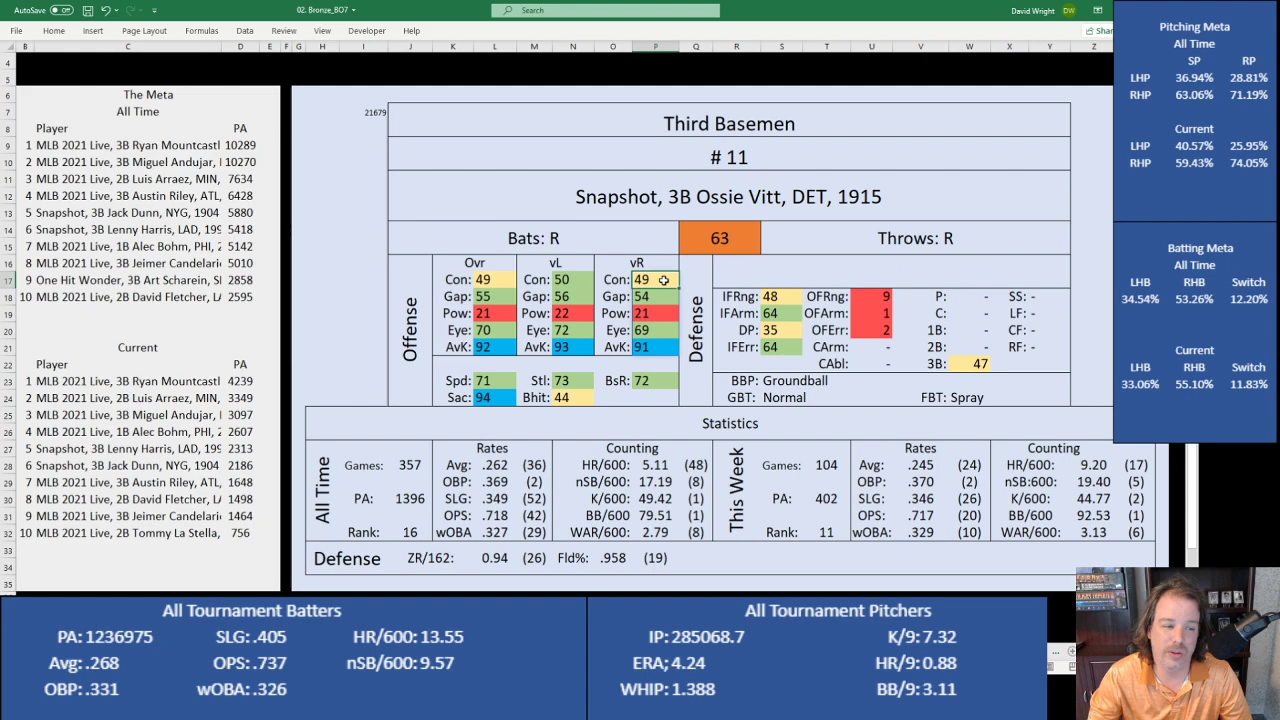 AutoSave Off
02. Bronze_BO7
Search
David Wright DW
File Home Insert Page Layout Formulas Data Review View Developer Help
B C D E F G H I J K L M N O P Q R S T U V W X Y Z
The Meta
All Time
Player PA
1 MLB 2021 Live, 3B Ryan Mountcastl 10289
2 MLB 2021 Live, 3B Miguel Andujar, 10270
3 MLB 2021 Live, 2B Luis Arraez, MIN, 7634
4 MLB 2021 Live, 3B Austin Riley, ATL, 6428
5 Snapshot, 3B Jack Dunn, NYG, 1904 5880
6 Snapshot, 3B Lenny Harris, LAD, 199 5418
7 MLB 2021 Live, 1B Alec Bohm, PHI, 2 5142
8 MLB 2021 Live, 3B Jeimer Candelario 5010
9 One Hit Wonder, 3B Art Scharein, SL 2858
10 MLB 2021 Live, 2B David Fletcher, LA 2595
Current
Player PA
1 MLB 2021 Live, 3B Ryan Mountcastl 4239
2 MLB 2021 Live, 2B Luis Arraez, MIN, 3349
3 MLB 2021 Live, 3B Miguel Andujar, 3097
4 MLB 2021 Live, 1B Alec Bohm, PHI, 2 2607
5 Snapshot, 3B Lenny Harris, LAD, 199 2313
6 Snapshot, 3B Jack Dunn, NYG, 1904 2186
7 MLB 2021 Live, 3B Austin Riley, ATL, 1648
8 MLB 2021 Live, 2B David Fletcher, LA 1498
9 MLB 2021 Live, 3B Jeimer Candelario 1464
10 MLB 2021 Live, 2B Tommy La Stella, 756
21679
Third Basemen
# 11
Snapshot, 3B Ossie Vitt, DET, 1915
Bats: R 63 Throws: R
Offense
Ovr vL vR
Con: 49 Con: 50 Con: 49
Gap: 55 Gap: 56 Gap: 54
Pow: 21 Pow: 22 Pow: 21
Eye: 70 Eye: 72 Eye: 69
AvK: 92 AvK: 93 AvK: 91
Spd: 71 Stl: 73 BsR: 72
Sac: 94 Bhit: 44
Defense
IFRng: 48 OFRng: 9 P: - SS: -
IFArm: 64 OFArm: 1 C: - LF: -
DP: 35 OFErr: 2 1B: - CF: -
IFErr: 64 CArm: - 2B: - RF: -
CAbl: - 3B: 47
BBP: Groundball
GBT: Normal FBT: Spray
Statistics
All Time
Rates Counting
Games: 357 Avg: .262 (36) HR/600: 5.11 (48)
OBP: .369 (2) nSB/600: 17.19 (8)
PA: 1396 SLG: .349 (52) K/600: 49.42 (1)
OPS: .718 (42) BB/600 79.51 (1)
Rank: 16 wOBA .327 (29) WAR/600: 2.79 (8)
This Week
Rates Counting
Games: 104 Avg: .245 (24) HR/600: 9.20 (17)
OBP: .370 (2) nSB:600: 19.40 (5)
PA: 402 SLG: .346 (26) K/600: 44.77 (2)
OPS: .717 (20) BB/600 92.53 (1)
Rank: 11 wOBA: .329 (10) WAR/600: 3.13 (6)
Defense ZR/162: 0.94 (26) Fld%: .958 (19)
Pitching Meta
All Time
SP RP
LHP 36.94% 28.81%
RHP 63.06% 71.19%
Current
LHP 40.57% 25.95%
RHP 59.43% 74.05%
Batting Meta
All Time
LHB RHB Switch
34.54% 53.26% 12.20%
Current
LHB RHB Switch
33.06% 55.10% 11.83%
All Tournament Batters
PA: 1236975 SLG: .405 HR/600: 13.55
Avg: .268 OPS: .737 nSB/600: 9.57
OBP: .331 wOBA: .326
All Tournament Pitchers
IP: 285068.7 K/9: 7.32
ERA; 4.24 HR/9: 0.88
WHIP: 1.388 BB/9: 3.11